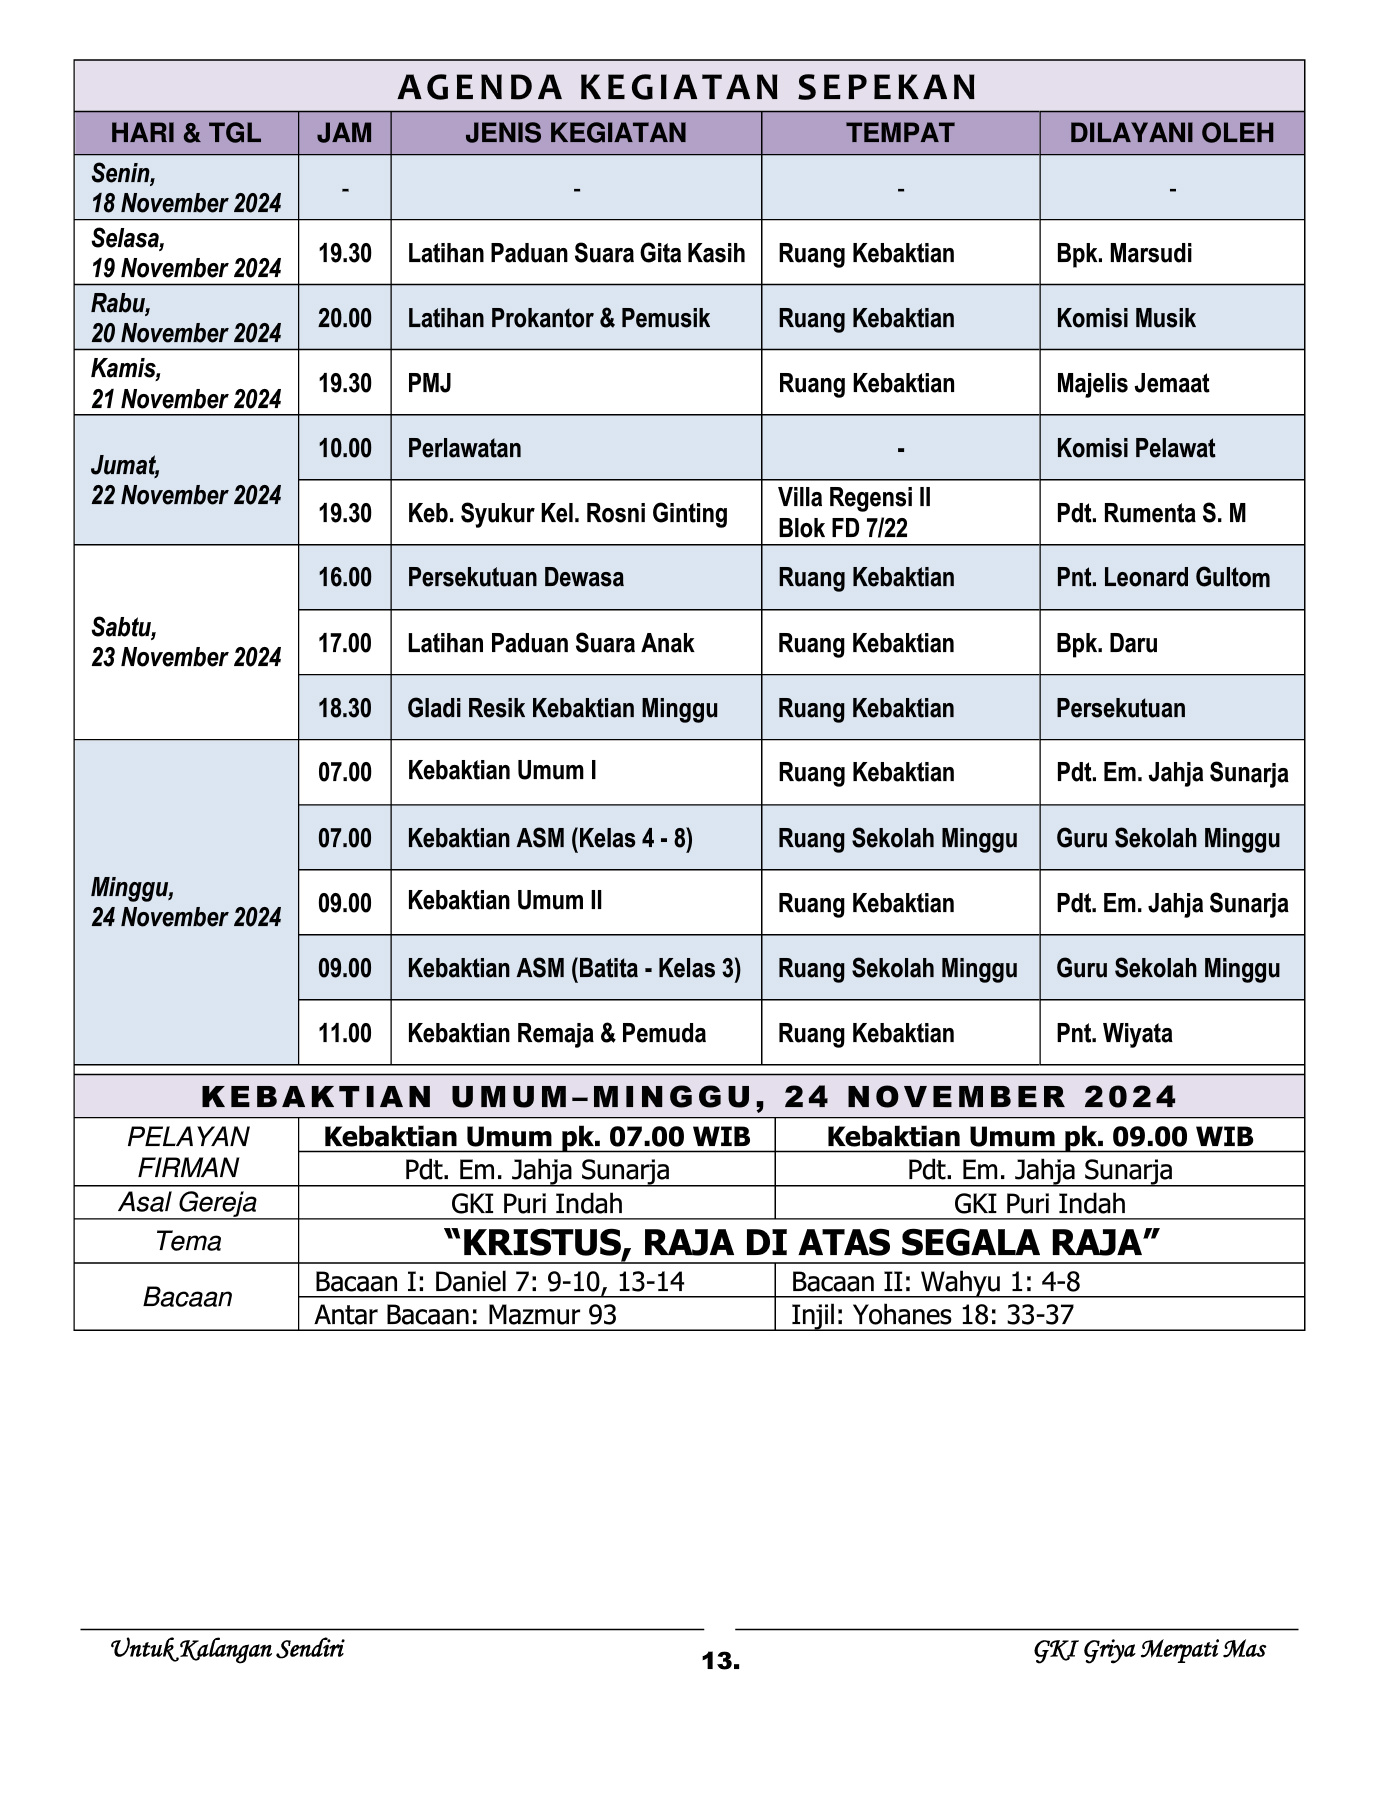 AGENDA KEGIATAN SEPEKAN
HARI & TGL JAM JENIS KEGIATAN TEMPAT DILAYANI OLEH
Senin,
18 November 2024 - - - -
Selasa,
19 November 2024 19.30 Latihan Paduan Suara Gita Kasih Ruang Kebaktian Bpk. Marsudi
Rabu,
20 November 2024 20.00 Latihan Prokantor & Pemusik Ruang Kebaktian Komisi Musik
Kamis,
21 November 2024 19.30 PMJ Ruang Kebaktian Majelis Jemaat
Jumat,
22 November 2024
10.00 Perlawatan - Komisi Pelawat
19.30 Keb. Syukur Kel. Rosni Ginting Villa Regensi II
Blok FD 7/22 Pdt. Rumenta S. M
Sabtu,
23 November 2024
16.00 Persekutuan Dewasa Ruang Kebaktian Pnt. Leonard Gultom
17.00 Latihan Paduan Suara Anak Ruang Kebaktian Bpk. Daru
18.30 Gladi Resik Kebaktian Minggu Ruang Kebaktian Persekutuan
Minggu,
24 November 2024
07.00 Kebaktian Umum I Ruang Kebaktian Pdt. Em. Jahja Sunarja
07.00 Kebaktian ASM (Kelas 4 - 8) Ruang Sekolah Minggu Guru Sekolah Minggu
09.00 Kebaktian Umum II Ruang Kebaktian Pdt. Em. Jahja Sunarja
09.00 Kebaktian ASM (Batita - Kelas 3) Ruang Sekolah Minggu Guru Sekolah Minggu
11.00 Kebaktian Remaja & Pemuda Ruang Kebaktian Pnt. Wiyata
KEBAKTIAN UMUM–MINGGU, 24 NOVEMBER 2024
PELAYAN
FIRMAN
Kebaktian Umum pk. 07.00 WIB Kebaktian Umum pk. 09.00 WIB
Pdt. Em. Jahja Sunarja Pdt. Em. Jahja Sunarja
Asal Gereja GKI Puri Indah GKI Puri Indah
Tema “KRISTUS, RAJA DI ATAS SEGALA RAJA”
Bacaan
Bacaan I: Daniel 7: 9-10, 13-14 Bacaan II: Wahyu 1: 4-8
Antar Bacaan: Mazmur 93 Injil: Yohanes 18: 33-37
Untuk Kalangan Sendiri 13. GKI Griya Merpati Mas